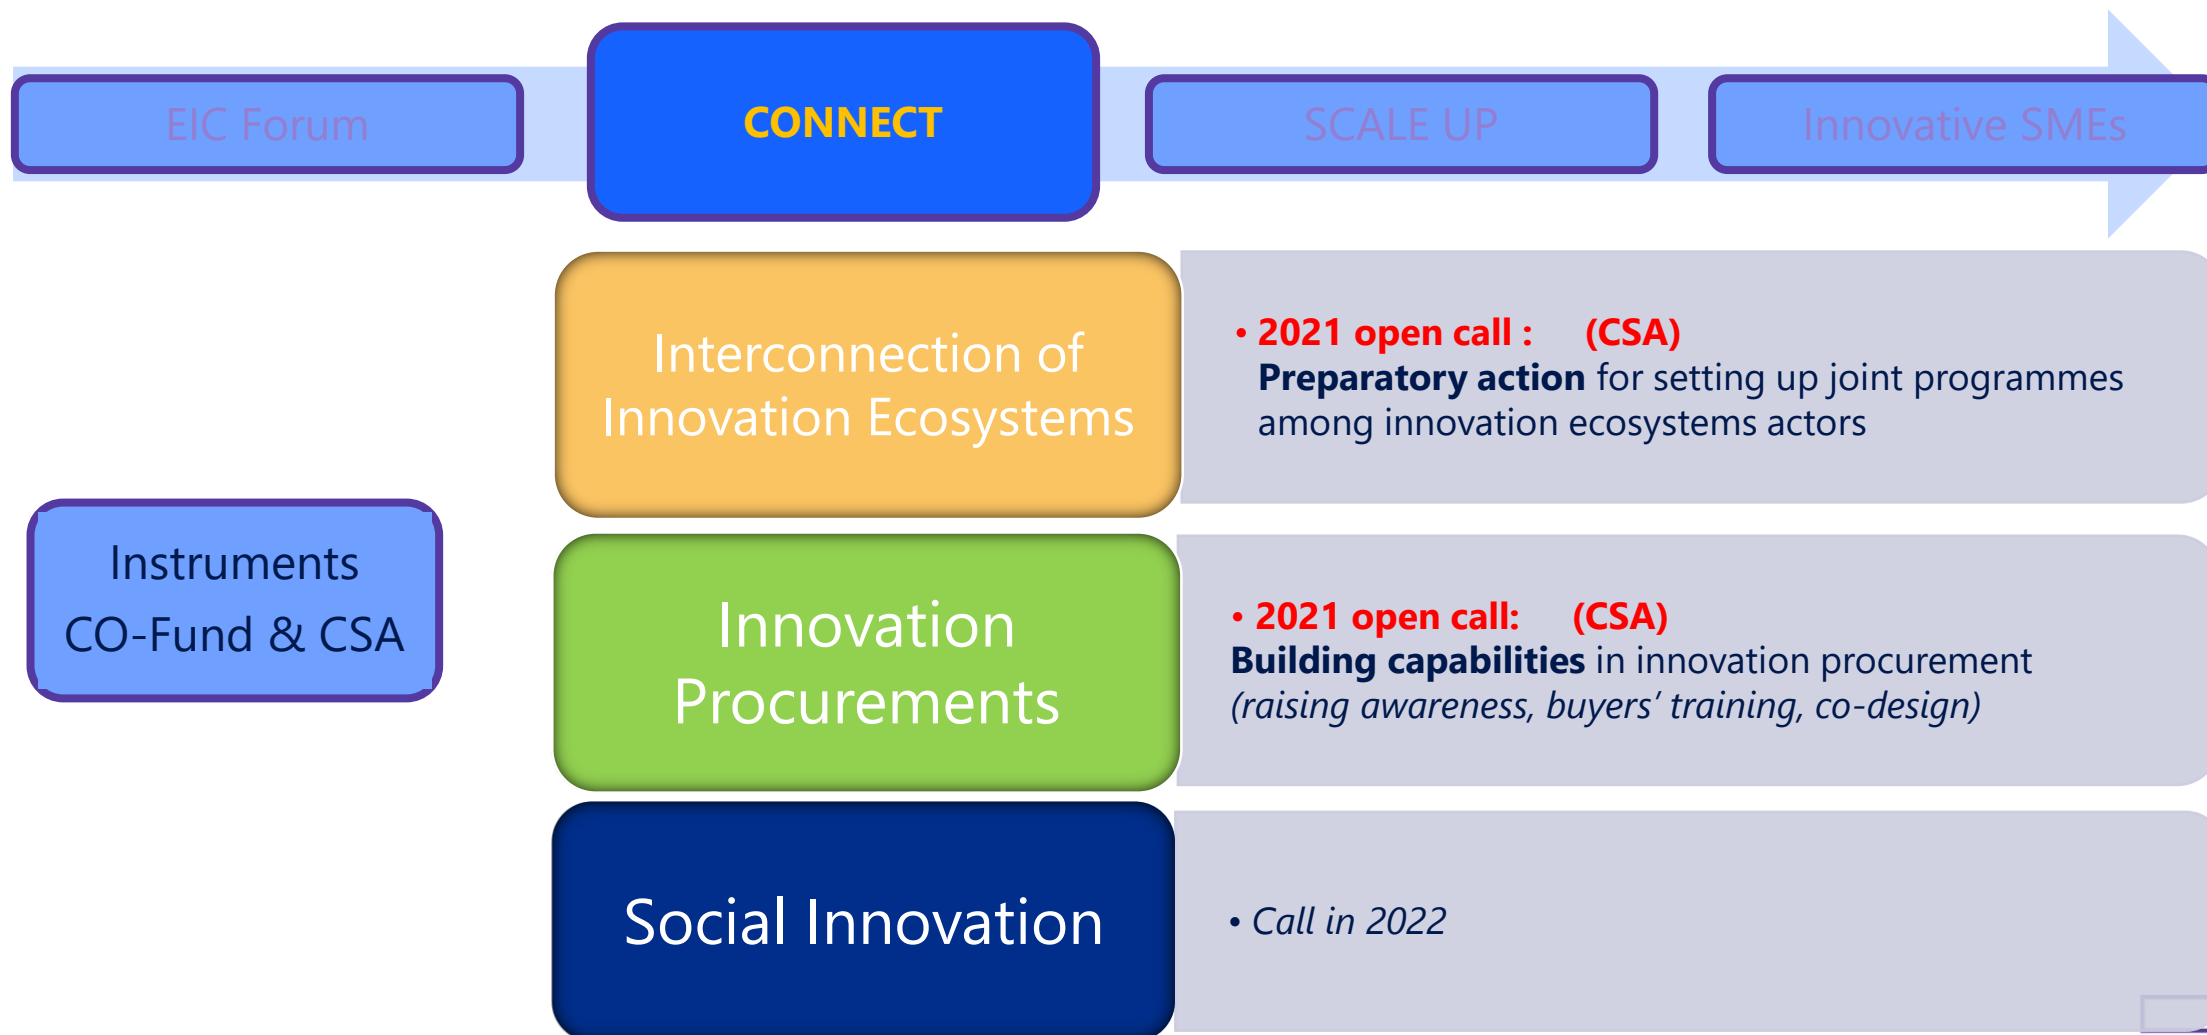 EIC Forum
CONNECT
SCALE UP
Innovative SMEs
Interconnection of
Innovation Ecosystems
• 2021 open call : (CSA)
Preparatory action for setting up joint programmes
among innovation ecosystems actors
Instruments
CO-Fund & CSA
Innovation
Procurements
• 2021 open call: (CSA)
Building capabilities in innovation procurement
(raising awareness, buyers’ training, co-design)
Social Innovation
• Call in 2022